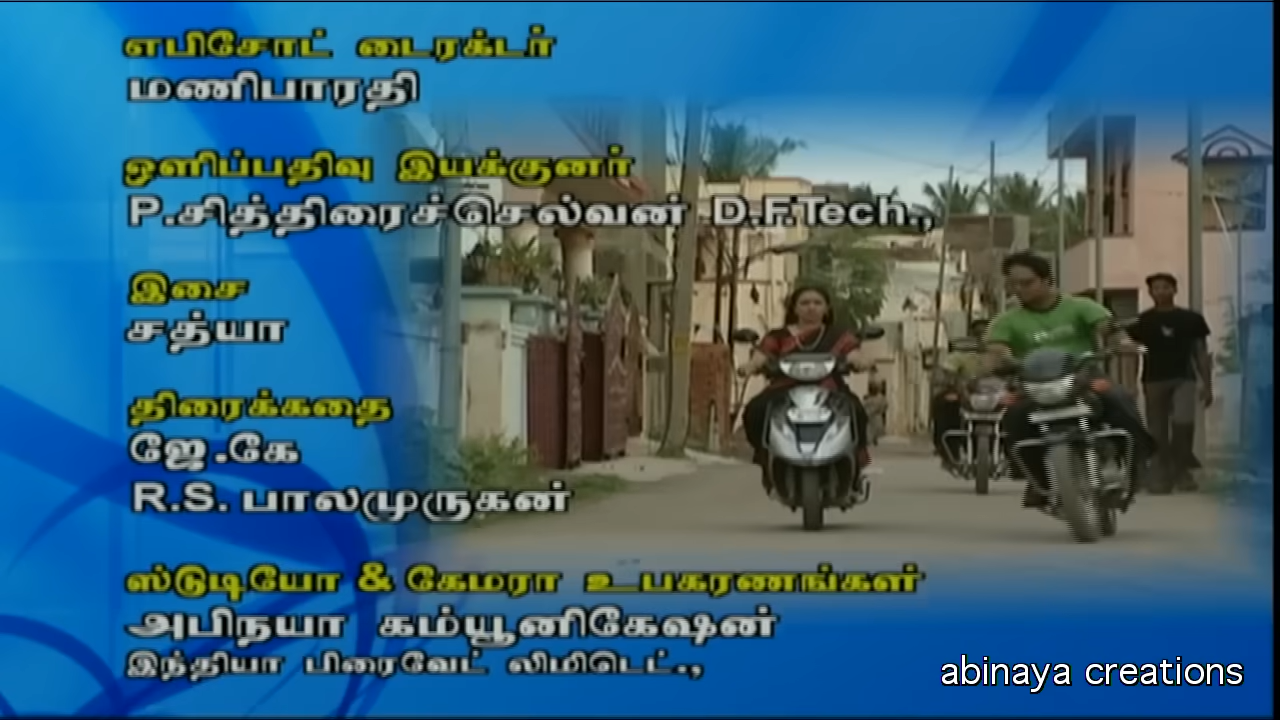 எபிசோட் டைரக்டர்
மணிபாரதி
ஒளிப்பதிவு இயக்குனர்
P.சித்திரைச்செல்வன் D.F.Tech.,
இசை
சத்யா
திரைக்கதை
ஜே.கே
R.S. பாலமுருகன்
ஸ்டுடியோ & கேமரா உபகரணங்கள்
அபிநயா கம்யூனிகேஷன்
இந்தியா பிரைவேட் லிமிடெட்.,
abinaya creations